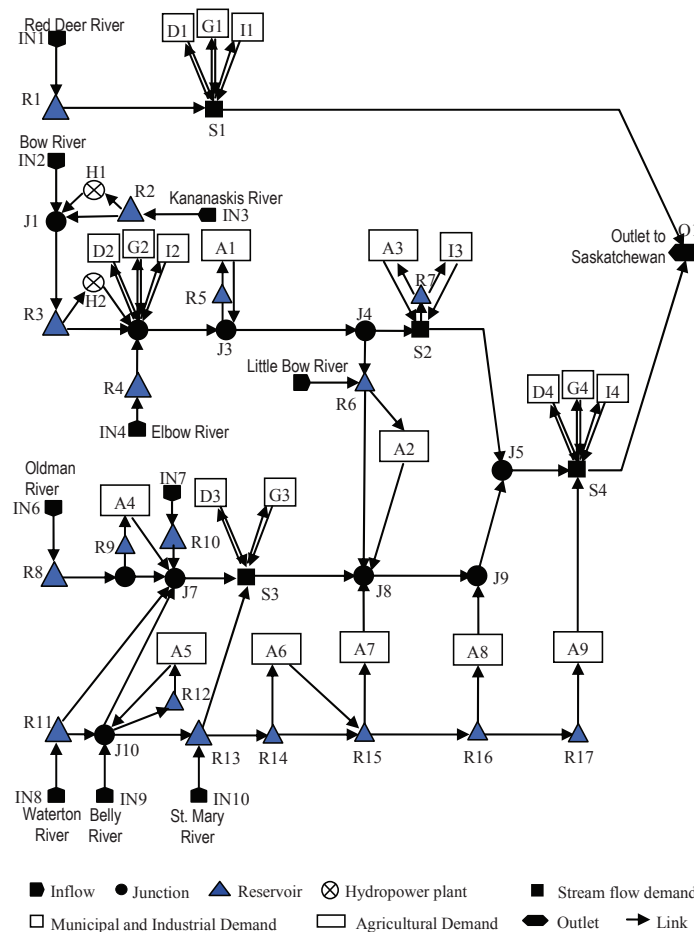 Red Deer River
IN1
D1
G1
I1
R1
S1
Bow River
IN2
H1
R2
Kananaskis River
IN3
J1
O1
Outlet to
Saskatchewan
D2
G2
I2
A1
A3
I3
H2
R5
R7
R3
J3
J4
S2
Little Bow River
R4
R6
D4
G4
I4
IN4
Elbow River
A2
J5
S4
Oldman
River
IN6
A4
IN7
D3
G3
R9
R10
R8
J7
S3
J8
J9
A5
A6
A7
A8
A9
R12
R11
J10
R13
R14
R15
R16
R17
IN8
IN9
IN10
Waterton
River
Belly
River
St. Mary
River
Inflow
Junction
Reservoir
Hydropower plant
Stream flow demand
Municipal and Industrial Demand
Agricultural Demand
Outlet
Link